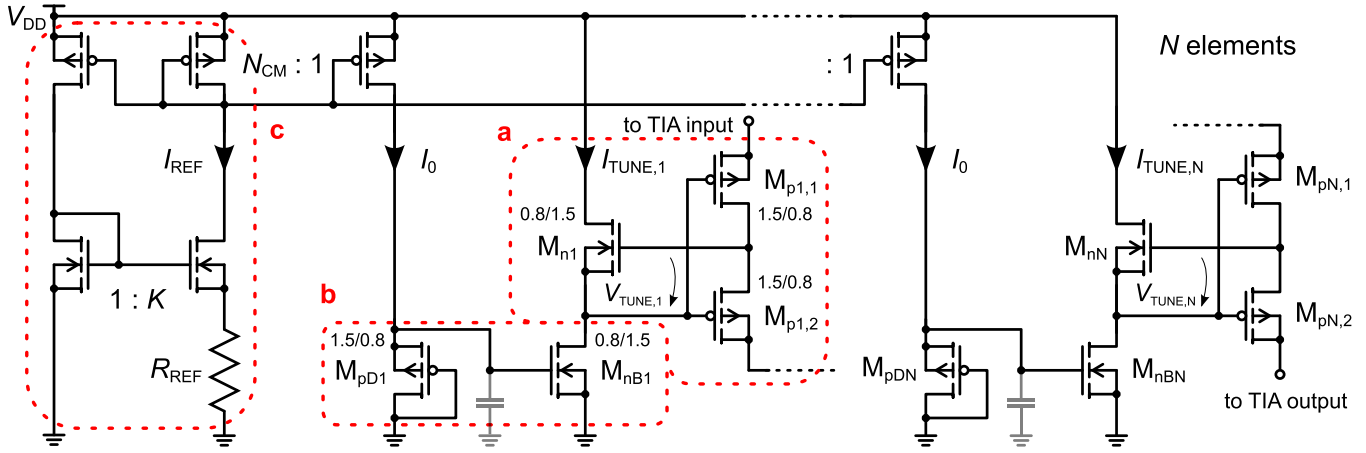 V_DD
N_CM : 1
: 1
N elements
c
a
to TIA input
I_REF
I_0
I_TUNE,1
M_p1,1
I_0
I_TUNE,N
M_pN,1
0.8/1.5
1.5/0.8
M_n1
M_nN
V_TUNE,1
V_TUNE,N
1 : K
b
1.5/0.8
M_p1,2
M_pN,2
1.5/0.8
0.8/1.5
R_REF
M_pD1
M_nB1
M_pDN
M_nBN
to TIA output